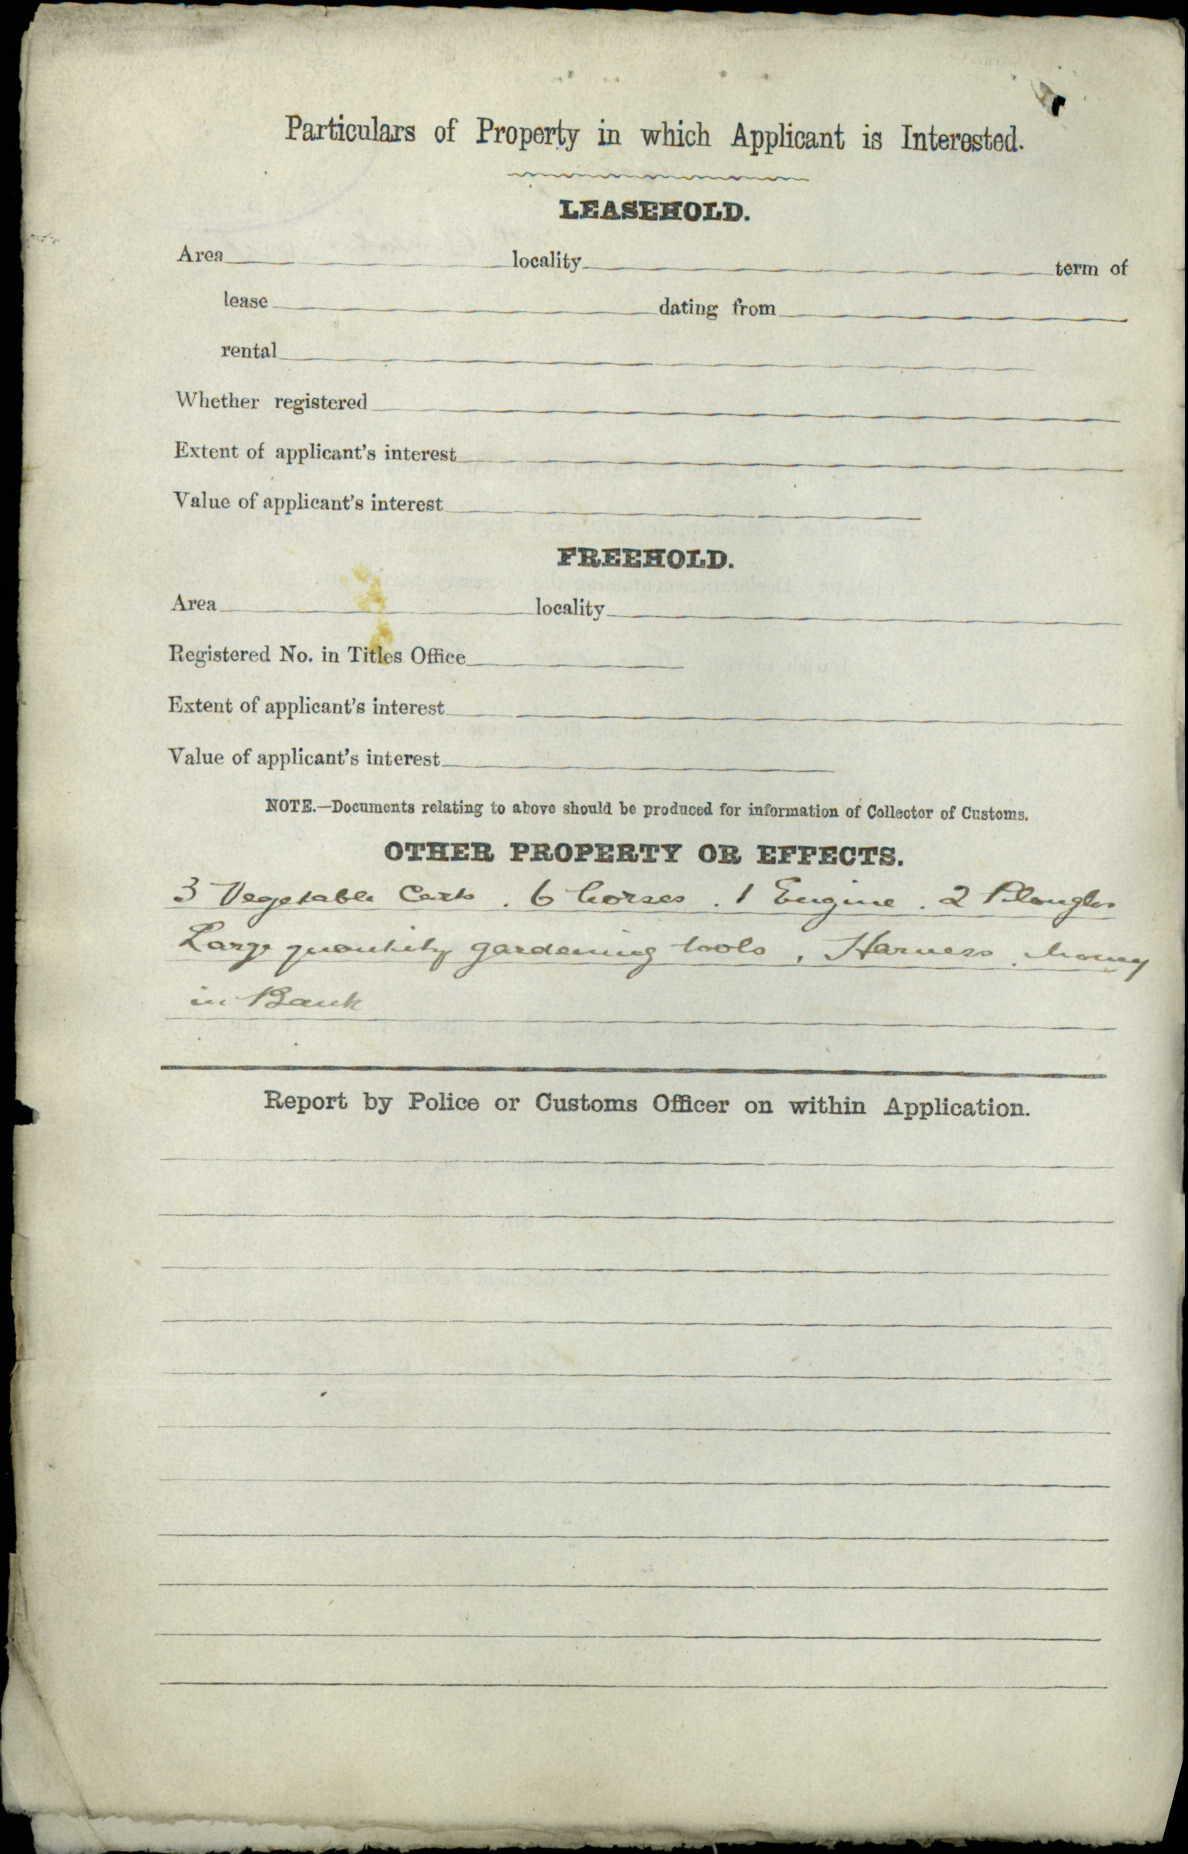 Particulars of Property in which Applicant is Interested.
LEASEHOLD.
Area locality term of
lease dating from
rental
Whether registered
Extent of applicant's interest
Value of applicant's interest
FREEHOLD.
Area locality
Registered No. in Titles Office
Extent of applicant's interest
Value of applicant's interest
NOTE.—Documents relating to above should be produced for information of Collector of Customs.
OTHER PROPERTY OR EFFECTS.
3 Vegetable Carts . 6 horses . 1 Engine . 2 Ploughs
Large quantity gardening tools , Harness . money
in Bank
Report by Police or Customs Officer on within Application.